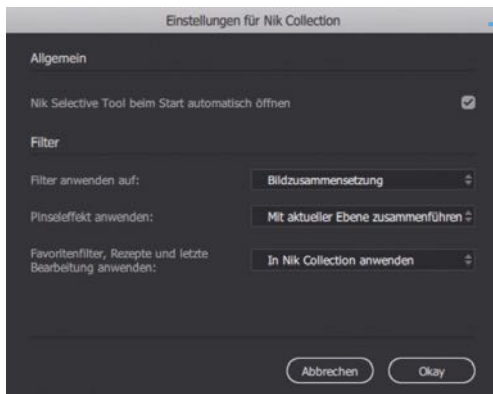 Einstellungen für Nik Collection
Allgemein
Nik Selective Tool beim Start automatisch öffnen
Filter
Filter anwenden auf:
Bildzusammensetzung
Pinseleffekt anwenden:
Mit aktueller Ebene zusammenführen
Favoritenfilter, Rezepte und letzte
Bearbeitung anwenden:
In Nik Collection anwenden
Abbrechen
Okay